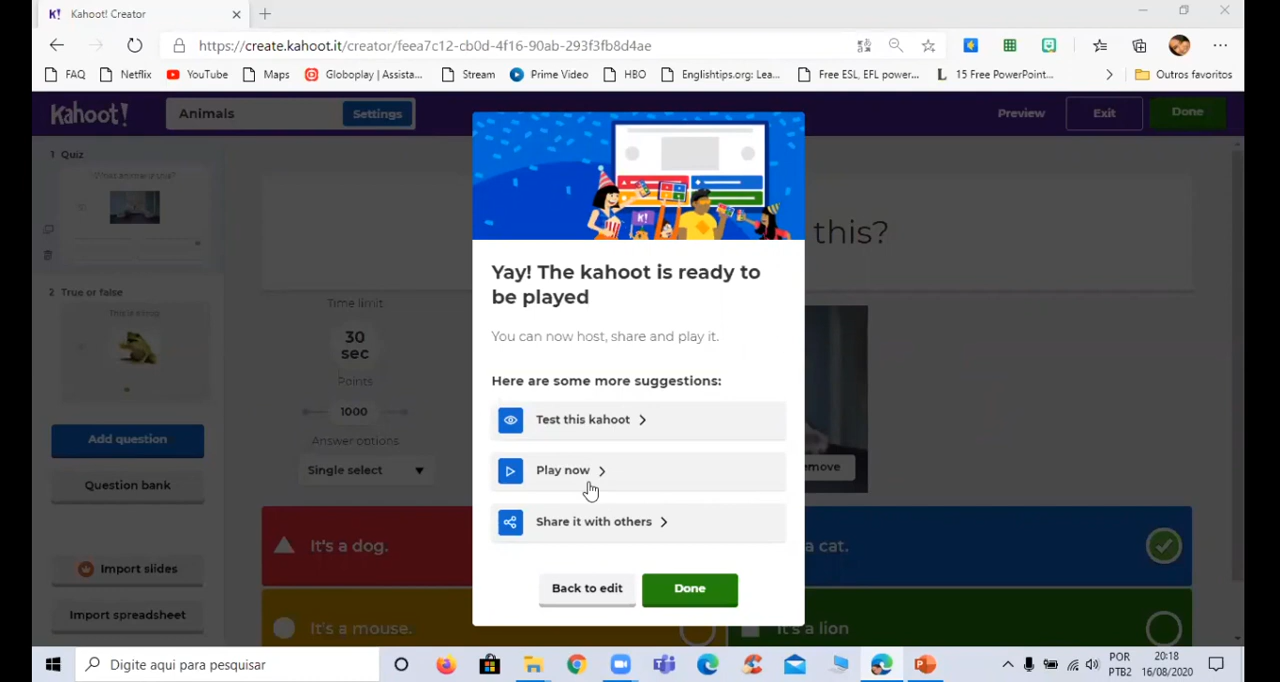 K! Kahoot! Creator
https://create.kahoot.it/creator/feea7c12-cb0d-4f16-90ab-293f3fb8d4ae
FAQ Netflix YouTube Maps Globoplay | Assista... Stream Prime Video HBO Englishtips.org: Lea... Free ESL, EFL power... 15 Free PowerPoint... Outros favoritos
Kahoot! Animals Settings Preview Exit Done
1 Quiz
this?
Yay! The kahoot is ready to
be played
You can now host, share and play it.
Here are some more suggestions:
Test this kahoot
Play now
Share it with others
Back to edit Done
2 True or false
Time limit
30
sec
Points
1000
Answer options
Single select
Add question
Question bank
Import slides
Import spreadsheet
It's a dog.
a cat.
It's a mouse.
It's a lion
Digite aqui para pesquisar
POR
PTB2
20:18
16/08/2020